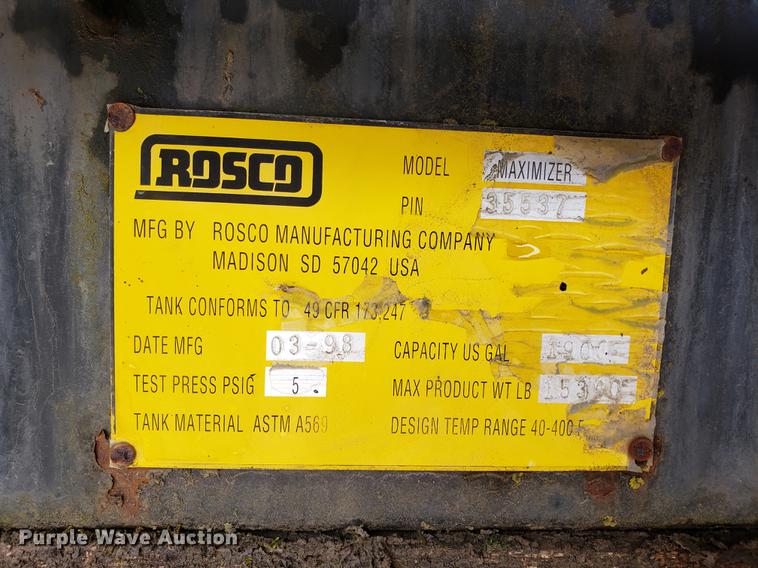 ROSCO
MODEL MAXIMIZER
PIN 35537
MFG BY ROSCO MANUFACTURING COMPANY
MADISON SD 57042 USA
TANK CONFORMS TO 49 CFR 173.247
DATE MFG 03-98 CAPACITY US GAL
TEST PRESS PSIG 5 MAX PRODUCT WT LB
TANK MATERIAL ASTM A569 DESIGN TEMP RANGE 40-400 F
Purple Wave Auction